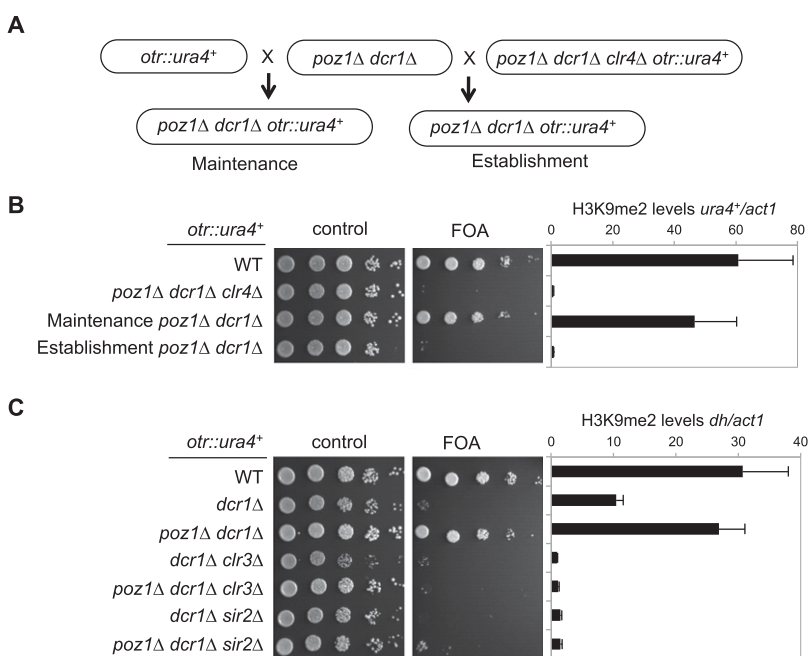 A
otr::ura4+ X poz1Δ dcr1Δ X poz1Δ dcr1Δ clr4Δ otr::ura4+
poz1Δ dcr1Δ otr::ura4+ poz1Δ dcr1Δ otr::ura4+
Maintenance Establishment
B
H3K9me2 levels ura4+/act1
otr::ura4+ control FOA 0 20 40 60 80
WT
poz1Δ dcr1Δ clr4Δ
Maintenance poz1Δ dcr1Δ
Establishment poz1Δ dcr1Δ
C
H3K9me2 levels dh/act1
otr::ura4+ control FOA 0 10 20 30 40
WT
dcr1Δ
poz1Δ dcr1Δ
dcr1Δ clr3Δ
poz1Δ dcr1Δ clr3Δ
dcr1Δ sir2Δ
poz1Δ dcr1Δ sir2Δ